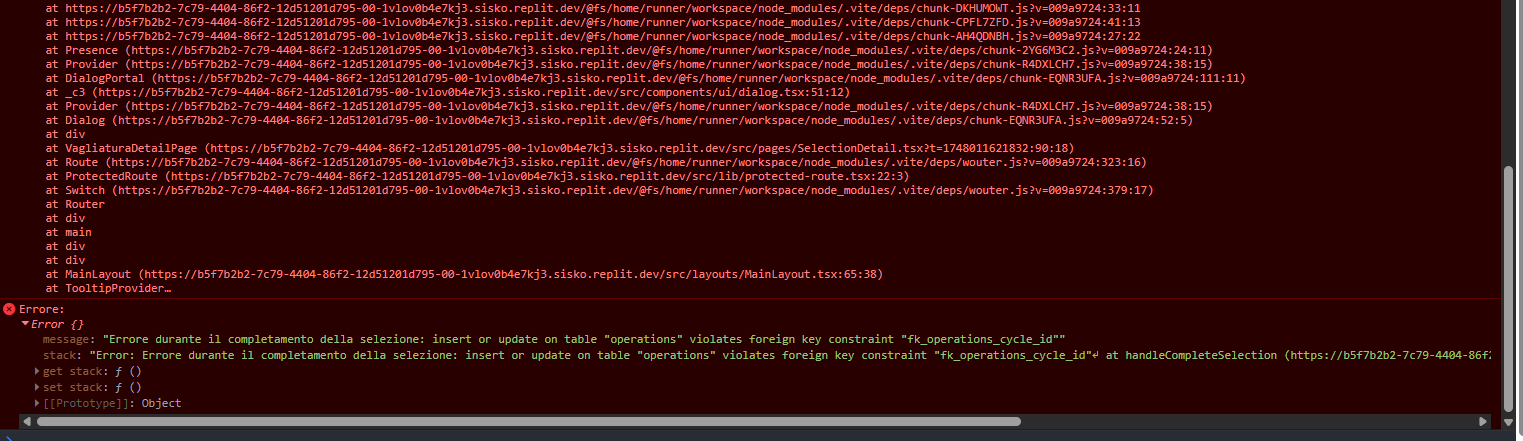 at https://b5f7b2b2-7c79-4404-86f2-12d51201d795-00-1vlov0b4e7kj3.sisko.replit.dev/@fs/home/runner/workspace/node_modules/.vite/deps/chunk-DKHUMOWT.js?v=009a9724:33:11
at https://b5f7b2b2-7c79-4404-86f2-12d51201d795-00-1vlov0b4e7kj3.sisko.replit.dev/@fs/home/runner/workspace/node_modules/.vite/deps/chunk-CPFL7ZFD.js?v=009a9724:41:13
at https://b5f7b2b2-7c79-4404-86f2-12d51201d795-00-1vlov0b4e7kj3.sisko.replit.dev/@fs/home/runner/workspace/node_modules/.vite/deps/chunk-AH4QDNBH.js?v=009a9724:27:22
at Presence (https://b5f7b2b2-7c79-4404-86f2-12d51201d795-00-1vlov0b4e7kj3.sisko.replit.dev/@fs/home/runner/workspace/node_modules/.vite/deps/chunk-2YG6M3C2.js?v=009a9724:24:11)
at Provider (https://b5f7b2b2-7c79-4404-86f2-12d51201d795-00-1vlov0b4e7kj3.sisko.replit.dev/@fs/home/runner/workspace/node_modules/.vite/deps/chunk-R4DXLCH7.js?v=009a9724:38:15)
at DialogPortal (https://b5f7b2b2-7c79-4404-86f2-12d51201d795-00-1vlov0b4e7kj3.sisko.replit.dev/@fs/home/runner/workspace/node_modules/.vite/deps/chunk-EQNR3UFA.js?v=009a9724:111:11)
at _c3 (https://b5f7b2b2-7c79-4404-86f2-12d51201d795-00-1vlov0b4e7kj3.sisko.replit.dev/src/components/ui/dialog.tsx:51:12)
at Provider (https://b5f7b2b2-7c79-4404-86f2-12d51201d795-00-1vlov0b4e7kj3.sisko.replit.dev/@fs/home/runner/workspace/node_modules/.vite/deps/chunk-R4DXLCH7.js?v=009a9724:38:15)
at Dialog (https://b5f7b2b2-7c79-4404-86f2-12d51201d795-00-1vlov0b4e7kj3.sisko.replit.dev/@fs/home/runner/workspace/node_modules/.vite/deps/chunk-EQNR3UFA.js?v=009a9724:52:5)
at div
at VagliaturaDetailPage (https://b5f7b2b2-7c79-4404-86f2-12d51201d795-00-1vlov0b4e7kj3.sisko.replit.dev/src/pages/SelectionDetail.tsx?t=1748011621832:90:18)
at Route (https://b5f7b2b2-7c79-4404-86f2-12d51201d795-00-1vlov0b4e7kj3.sisko.replit.dev/@fs/home/runner/workspace/node_modules/.vite/deps/wouter.js?v=009a9724:323:16)
at ProtectedRoute (https://b5f7b2b2-7c79-4404-86f2-12d51201d795-00-1vlov0b4e7kj3.sisko.replit.dev/src/lib/protected-route.tsx:22:3)
at Switch (https://b5f7b2b2-7c79-4404-86f2-12d51201d795-00-1vlov0b4e7kj3.sisko.replit.dev/@fs/home/runner/workspace/node_modules/.vite/deps/wouter.js?v=009a9724:379:17)
at Router
at div
at main
at div
at div
at MainLayout (https://b5f7b2b2-7c79-4404-86f2-12d51201d795-00-1vlov0b4e7kj3.sisko.replit.dev/src/layouts/MainLayout.tsx:65:38)
at TooltipProvider…
Errore:
Error {}
message: "Errore durante il completamento della selezione: insert or update on table "operations" violates foreign key constraint "fk_operations_cycle_id""
stack: "Error: Errore durante il completamento della selezione: insert or update on table "operations" violates foreign key constraint "fk_operations_cycle_id"↵ at handleCompleteSelection (https://b5f7b2b2-7c79-4404-86f2
get stack: ƒ ()
set stack: ƒ ()
[[Prototype]]: Object